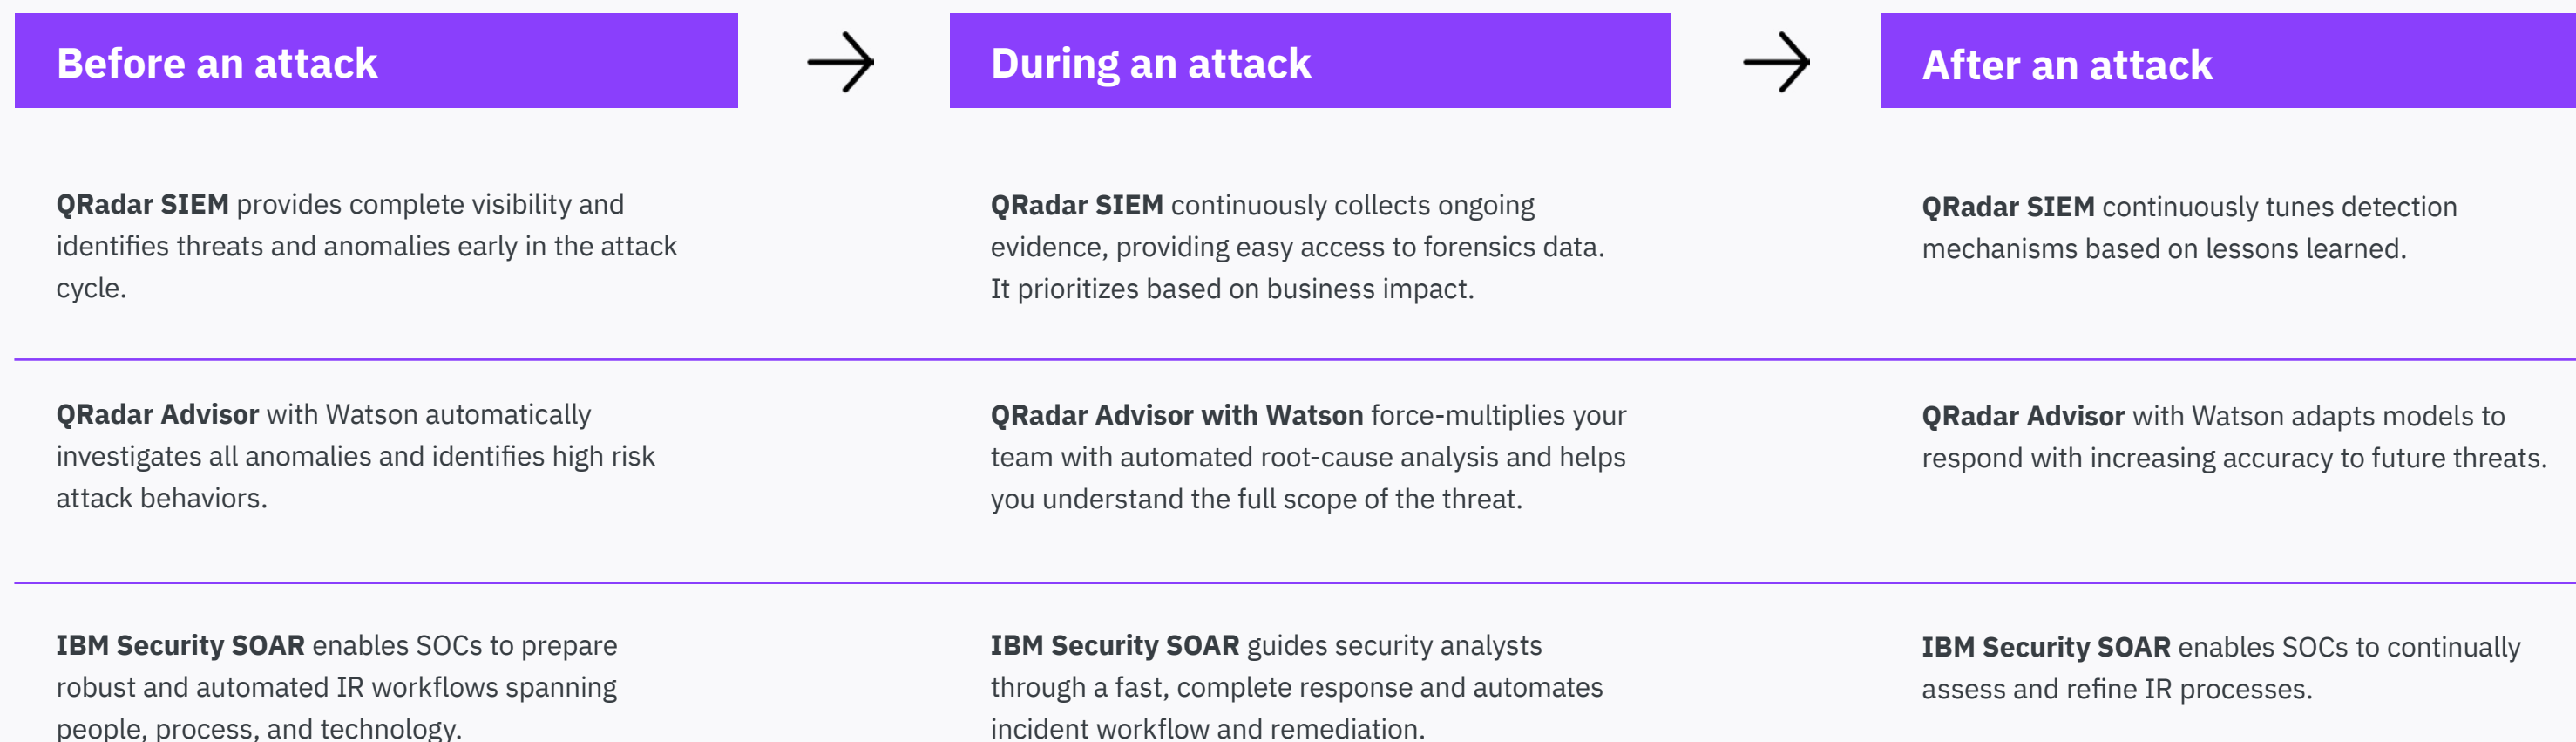 Before an attack
During an attack
After an attack
QRadar SIEM provides complete visibility and
identifies threats and anomalies early in the attack
cycle.
QRadar SIEM continuously collects ongoing
evidence, providing easy access to forensics data.
It prioritizes based on business impact.
QRadar SIEM continuously tunes detection
mechanisms based on lessons learned.
QRadar Advisor with Watson automatically
investigates all anomalies and identifies high risk
attack behaviors.
QRadar Advisor with Watson force-multiplies your
team with automated root-cause analysis and helps
you understand the full scope of the threat.
QRadar Advisor with Watson adapts models to
respond with increasing accuracy to future threats.
IBM Security SOAR enables SOCs to prepare
robust and automated IR workflows spanning
people, process, and technology.
IBM Security SOAR guides security analysts
through a fast, complete response and automates
incident workflow and remediation.
IBM Security SOAR enables SOCs to continually
assess and refine IR processes.